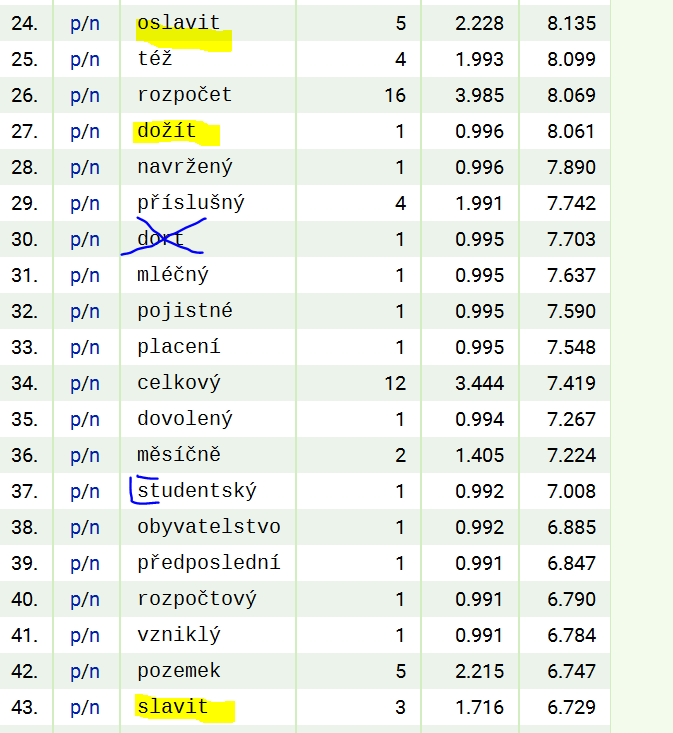 24. p/n oslavit 5 2.228 8.135
25. p/n též 4 1.993 8.099
26. p/n rozpočet 16 3.985 8.069
27. p/n dožít 1 0.996 8.061
28. p/n navržený 1 0.996 7.890
29. p/n příslušný 4 1.991 7.742
30. p/n dort 1 0.995 7.703
31. p/n mléčný 1 0.995 7.637
32. p/n pojistné 1 0.995 7.590
33. p/n placení 1 0.995 7.548
34. p/n celkový 12 3.444 7.419
35. p/n dovolený 1 0.994 7.267
36. p/n měsíčně 2 1.405 7.224
37. p/n studentský 1 0.992 7.008
38. p/n obyvatelstvo 1 0.992 6.885
39. p/n předposlední 1 0.991 6.847
40. p/n rozpočtový 1 0.991 6.790
41. p/n vzniklý 1 0.991 6.784
42. p/n pozemek 5 2.215 6.747
43. p/n slavit 3 1.716 6.729